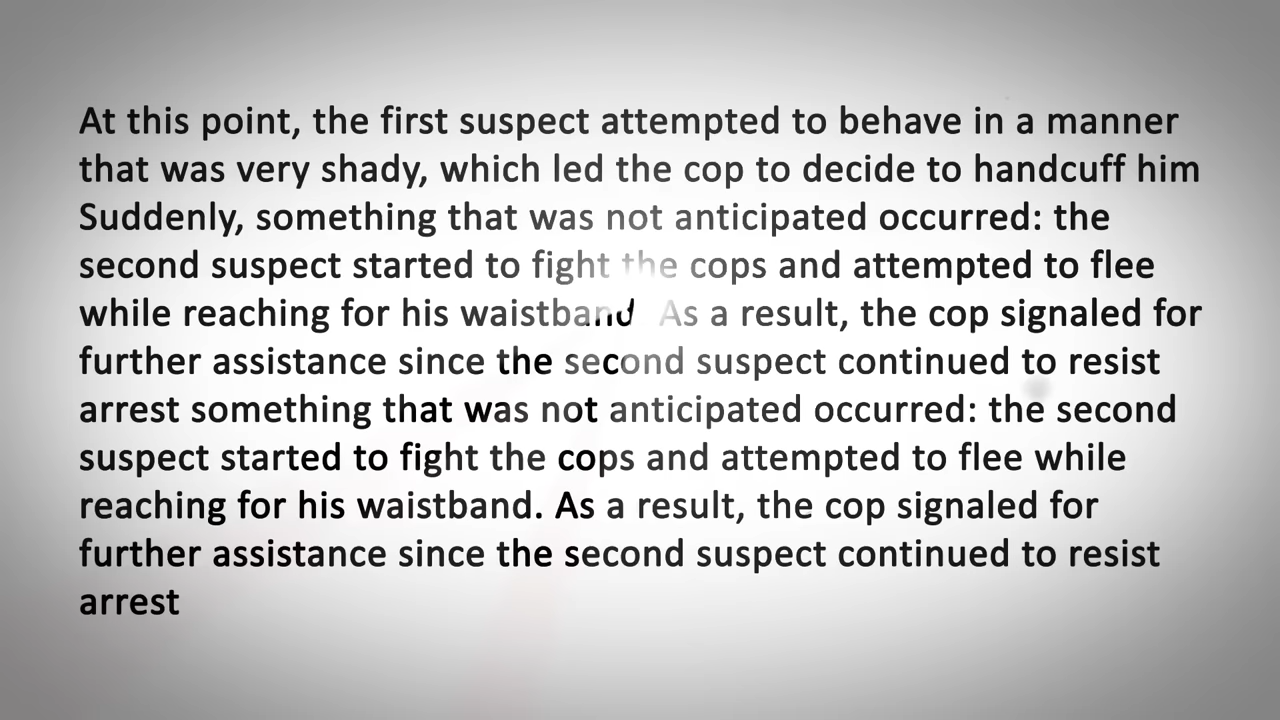 At this point, the first suspect attempted to behave in a manner
that was very shady, which led the cop to decide to handcuff him
Suddenly, something that was not anticipated occurred: the
second suspect started to fight the cops and attempted to flee
while reaching for his waistband As a result, the cop signaled for
further assistance since the second suspect continued to resist
arrest something that was not anticipated occurred: the second
suspect started to fight the cops and attempted to flee while
reaching for his waistband. As a result, the cop signaled for
further assistance since the second suspect continued to resist
arrest